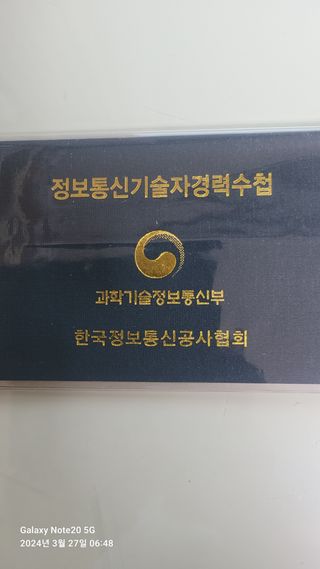 정보통신기술자경력수첩
과학기술정보통신부
한국정보통신공사협회
Galaxy Note20 5G
2024년 3월 27일 06:48